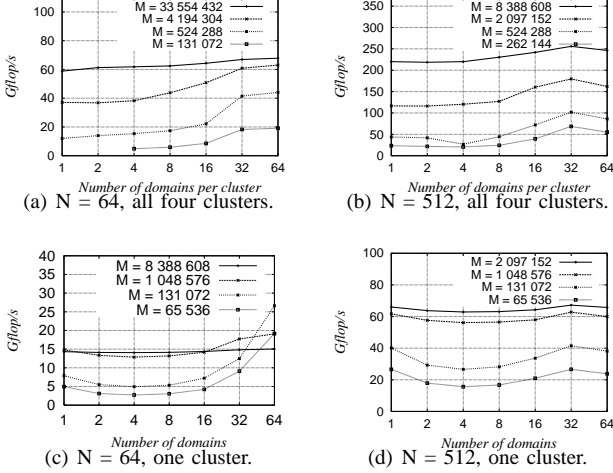 M = 33 554 432
M = 4 194 304
M = 524 288
M = 131 072
Gflop/s
100
80
60
40
20
0
1 2 4 8 16 32 64
Number of domains per cluster
(a) N = 64, all four clusters.
M = 8 388 608
M = 2 097 152
M = 524 288
M = 262 144
Gflop/s
350
300
250
200
150
100
50
0
1 2 4 8 16 32 64
Number of domains per cluster
(b) N = 512, all four clusters.
M = 8 388 608
M = 1 048 576
M = 131 072
M = 65 536
Gflop/s
40
35
30
25
20
15
10
5
0
1 2 4 8 16 32 64
Number of domains
(c) N = 64, one cluster.
M = 2 097 152
M = 1 048 576
M = 131 072
M = 65 536
Gflop/s
100
80
60
40
20
0
1 2 4 8 16 32 64
Number of domains
(d) N = 512, one cluster.